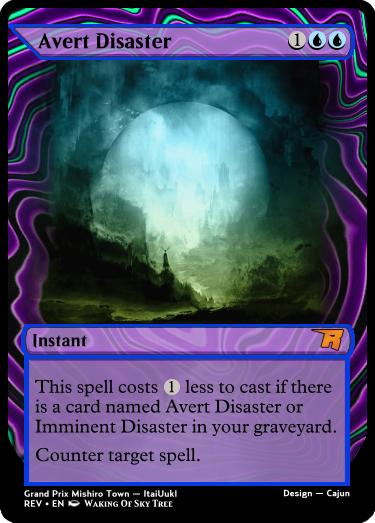 Avert Disaster 1
Instant
This spell costs 1 less to cast if there
is a card named Avert Disaster or
Imminent Disaster in your graveyard.
Counter target spell.
Grand Prix Mishiro Town — ItaiUukl
Design — Cajun
REV • EN Waking Of Sky Tree